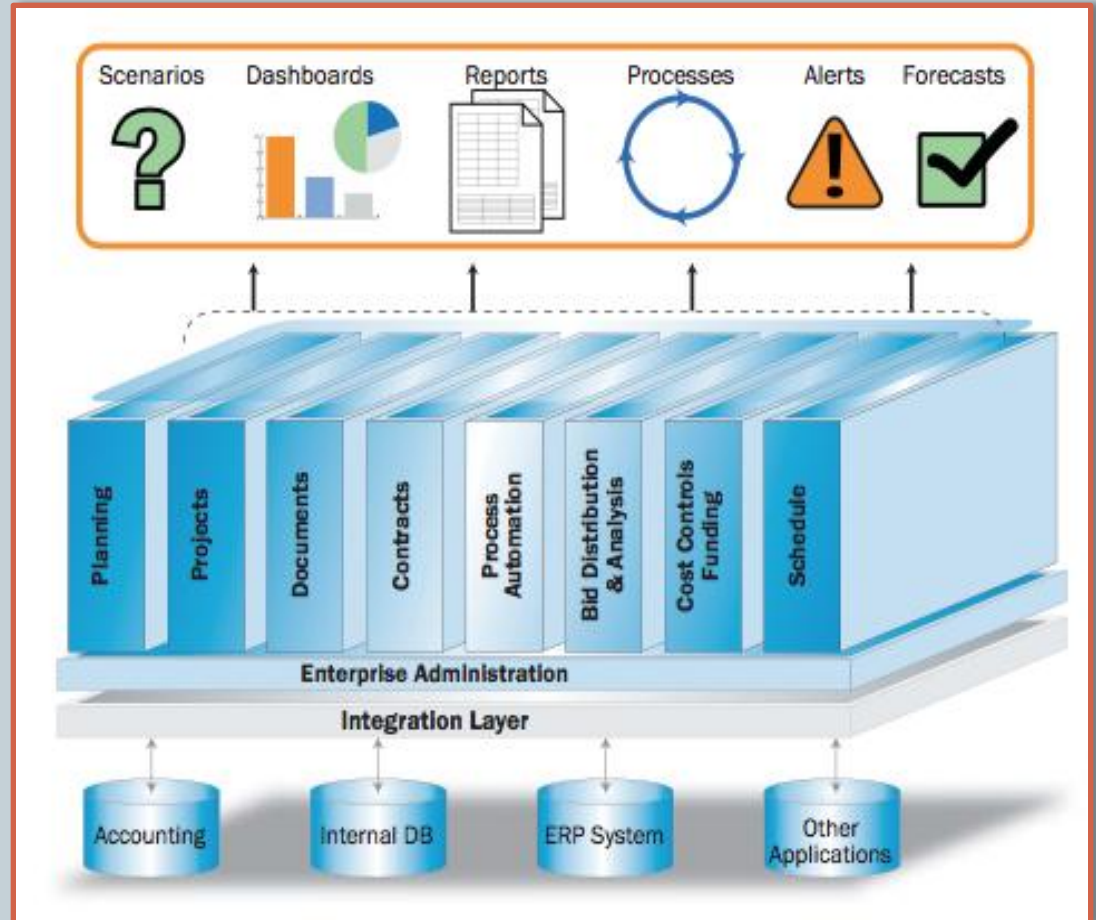 Scenarios
Dashboards
Reports
Processes
Alerts
Forecasts
Planning
Projects
Documents
Contracts
Process
Automation
Bid Distribution
& Analysis
Cost Controls
Funding
Schedule
Enterprise Administration
Integration Layer
Accounting
Internal DB
ERP System
Other
Applications